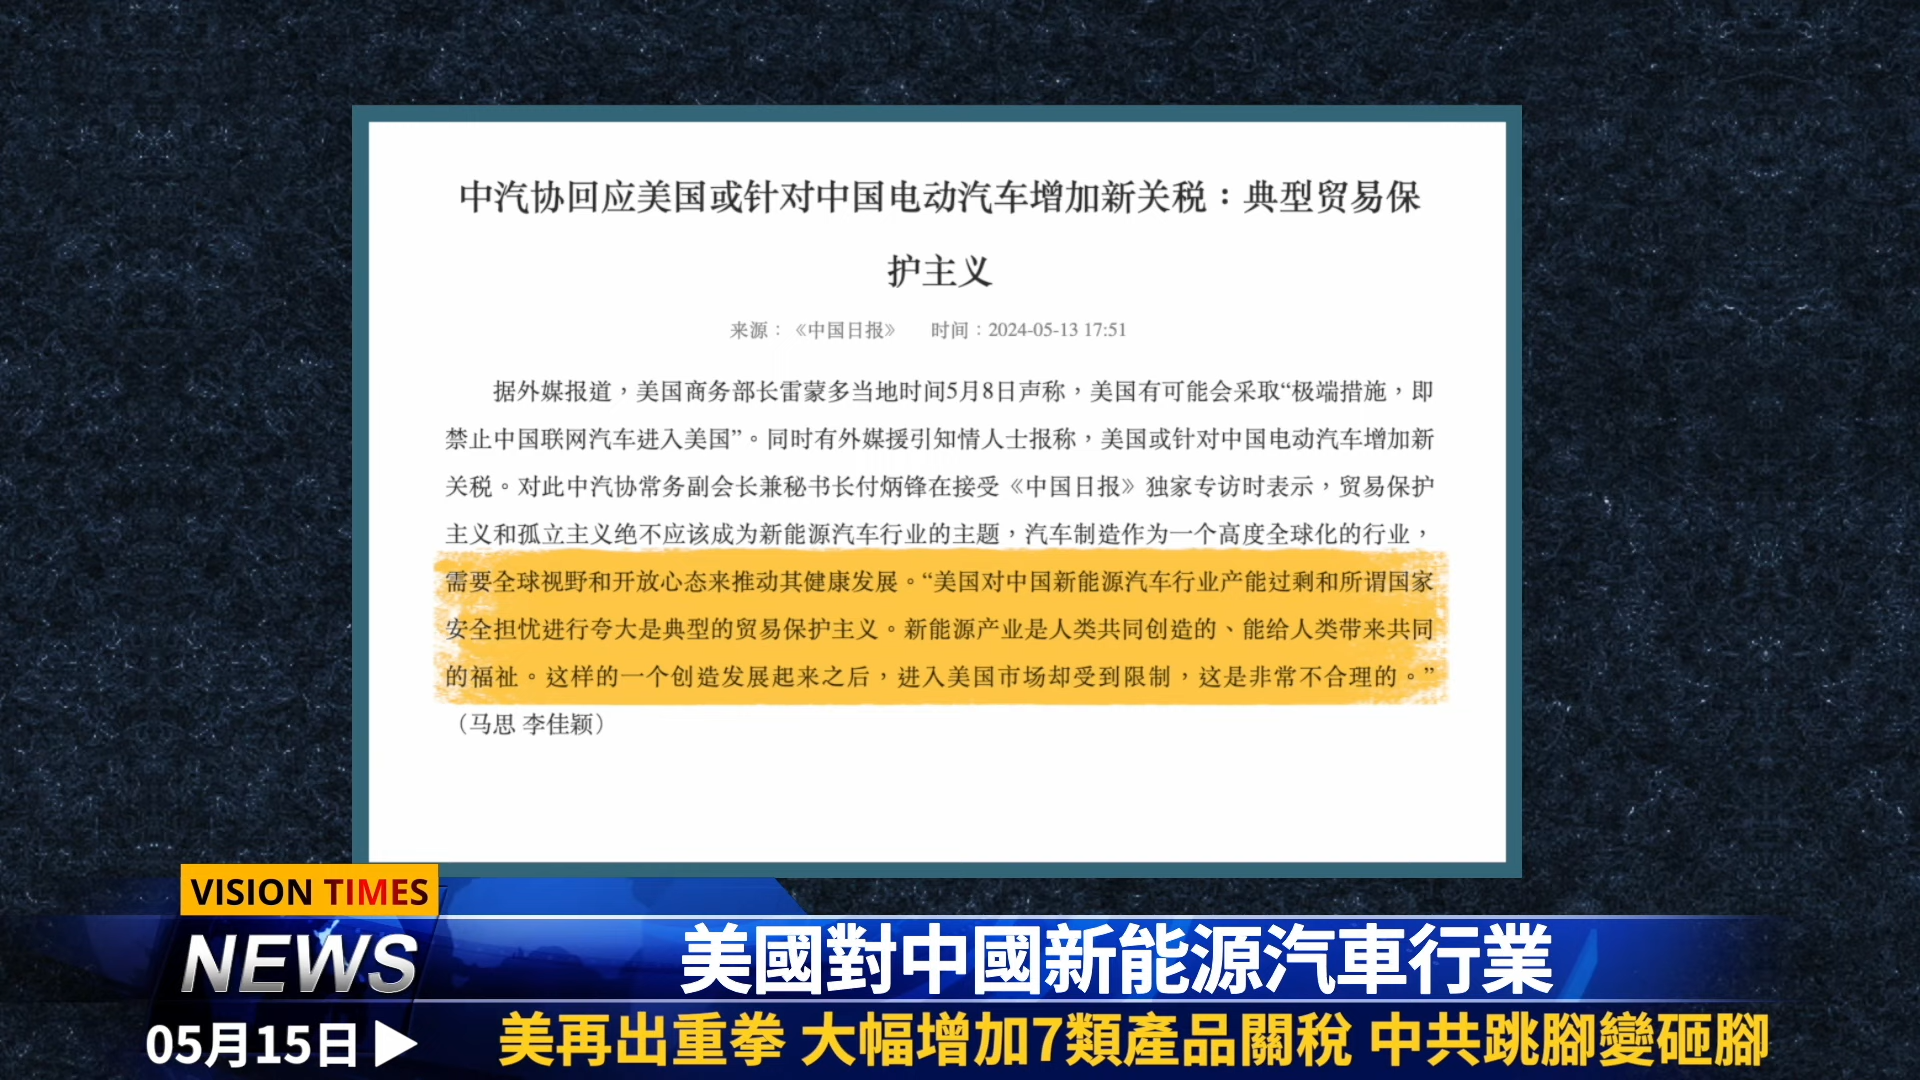 中汽协回应美国或针对中国电动汽车增加新关税：典型贸易保
护主义
来源：《中国日报》 时间：2024-05-13 17:51
据外媒报道，美国商务部长雷蒙多当地时间5月8日声称，美国有可能会采取“极端措施，即
禁止中国联网汽车进入美国”。同时有外媒援引知情人士报称，美国或针对中国电动汽车增加新
关税。对此中汽协常务副会长兼秘书长付炳锋在接受《中国日报》独家专访时表示，贸易保护
主义和孤立主义绝不应该成为新能源汽车行业的主题，汽车制造作为一个高度全球化的行业，
需要全球视野和开放心态来推动其健康发展。“美国对中国新能源汽车行业产能过剩和所谓国家
安全担忧进行夸大是典型的贸易保护主义。新能源产业是人类共同创造的、能给人类带来共同
的福祉。这样的一个创造发展起来之后，进入美国市场却受到限制，这是非常不合理的。”
（马思 李佳颖）
VISION TIMES
NEWS
美國對中國新能源汽車行業
05月15日
美再出重拳 大幅增加7類產品關稅 中共跳腳變砸腳